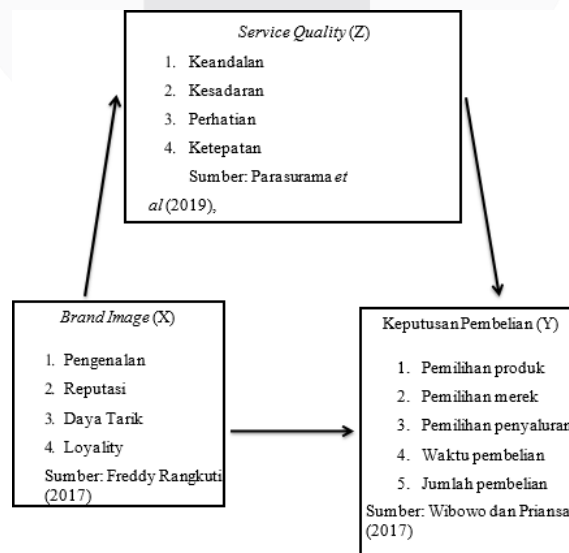 Service Quality (Z)
1. Keandalan
2. Kesadaran
3. Perhatian
4. Ketepatan
Sumber: Parasurama et
al (2019),
Brand Image (X)
1. Pengenalan
2. Reputasi
3. Daya Tarik
4. Loyality
Sumber: Freddy Rangkuti
(2017)
Keputusan Pembelian (Y)
1. Pemilihan produk
2. Pemilihan merek
3. Pemilihan penyaluran
4. Waktu pembelian
5. Jumlah pembelian
Sumber: Wibowo dan Priansa
(2017)